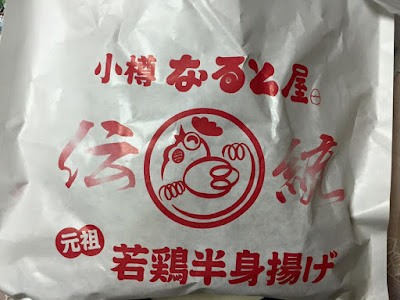 小樽 なると屋
伝統
元祖
若鶏半身揚げ